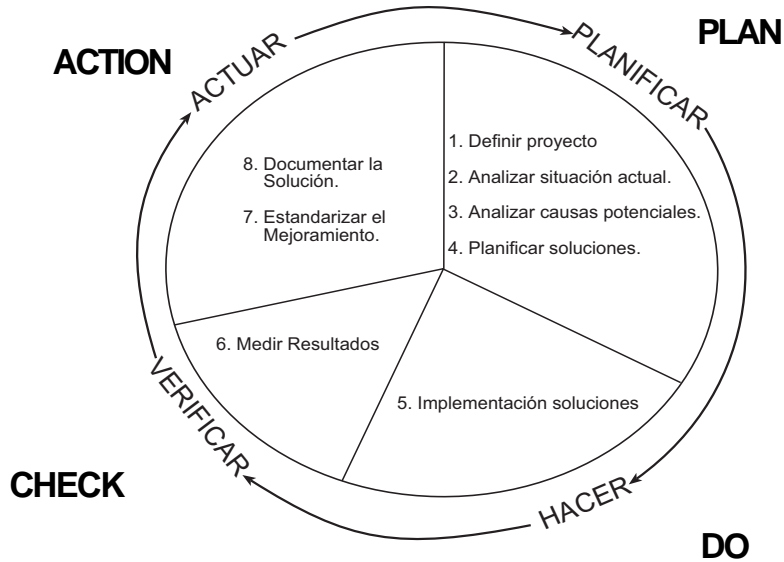 PLAN
ACTION
ACTUAR
PLANIFICAR
1. Definir proyecto
2. Analizar situación actual.
3. Analizar causas potenciales.
4. Planificar soluciones.
8. Documentar la
Solución.
7. Estandarizar el
Mejoramiento.
6. Medir Resultados
5. Implementación soluciones
VERIFICAR
HACER
CHECK
DO